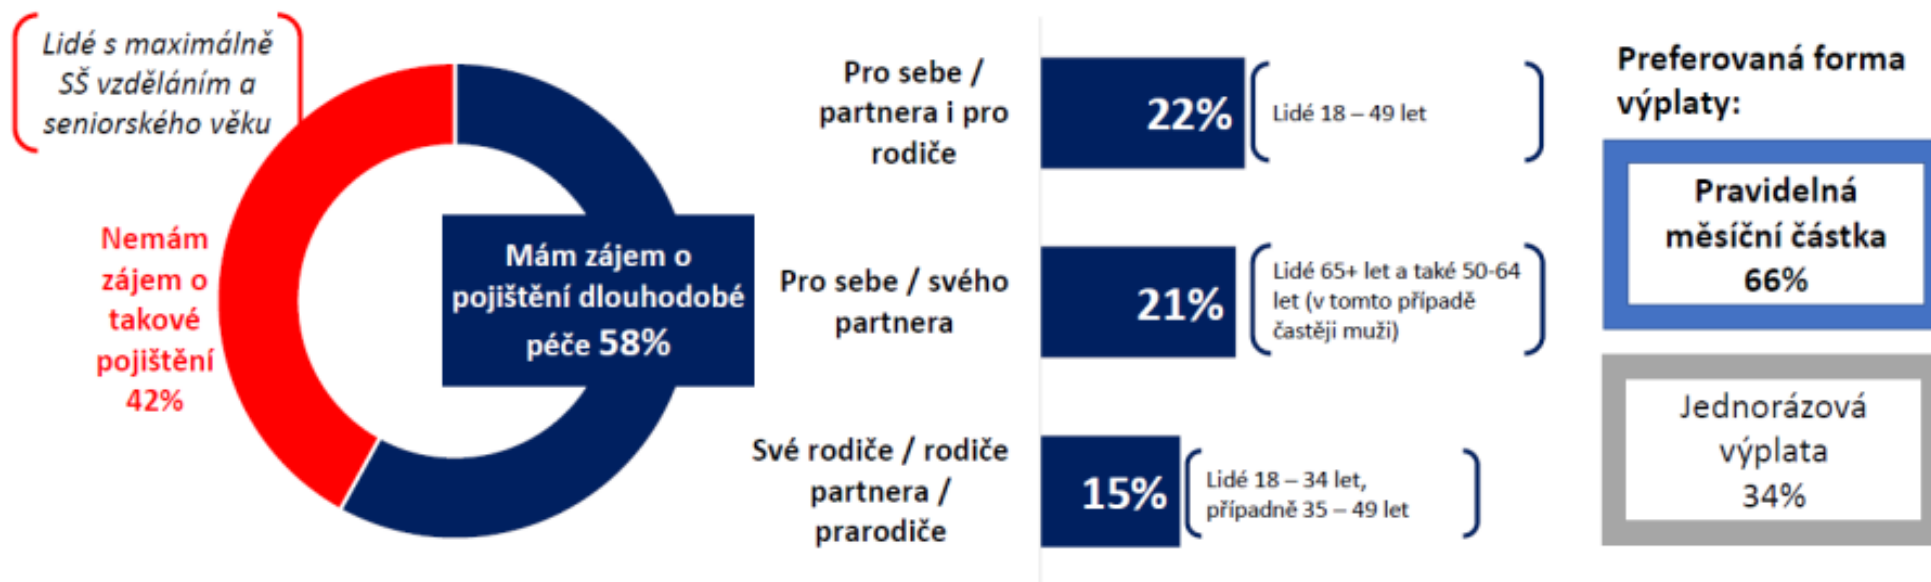 Lidé s maximálně
SŠ vzděláním a
seniorského věku
Nemám
zájem o
takové
pojištění
42%
Mám zájem o
pojištění dlouhodobé
péče 58%
Pro sebe /
partnera i pro
rodiče
22%
Lidé 18 – 49 let
Pro sebe / svého
partnera
21%
Lidé 65+ let a také 50-64
let (v tomto případě
častěji muži)
Své rodiče / rodiče
partnera /
prarodiče
15%
Lidé 18 – 34 let,
případně 35 – 49 let
Preferovaná forma
výplaty:
Pravidelná
měsíční částka
66%
Jednorázová
výplata
34%